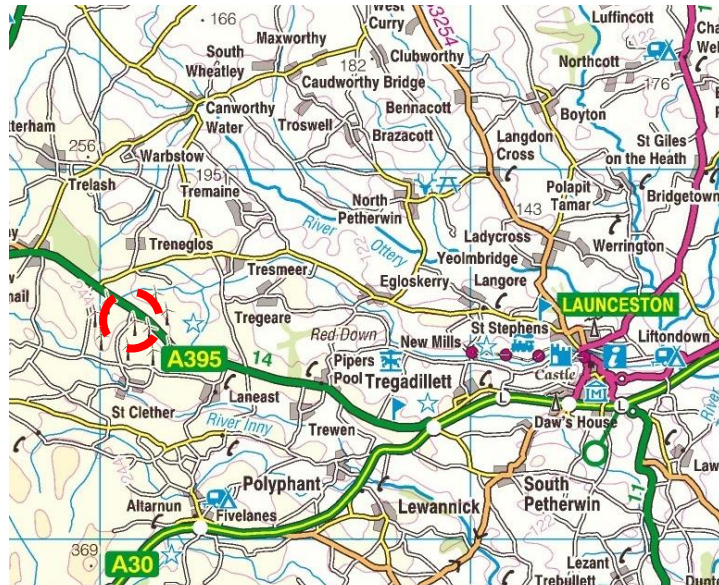 166
Maxworthy
West
Curry
Luffincott
122
South
Wheatley
182
Clubworthy
A3254
Northcott
176
Caudworthy Bridge
Canworthy
Water
Bennacott
Boyton
Troswell
Brazacott
256
Warbstow
Langdon
Cross
St Giles
on the Heath
Trelash
195
Tremaine
North
Petherwin
Polapit
Tamar
Bridgetown
143
River
Ottery
Treneglos
Ladycross
Werrington
Yeolmbridge
Tresmeer
Egloskerry
Langore
LAUNCESTON
Tregeare
Red Down
New Mills
St Stephens
Liftondown
A395
14
Pipers
Pool
Tregadillett
Castle
Laneast
St Clether
L
L
Daw's House
River Inny
Trewen
Polyphant
South
Petherwin
Altarnun
Fivelanes
Lewannick
11
369
A30
Lezant
Trebullett